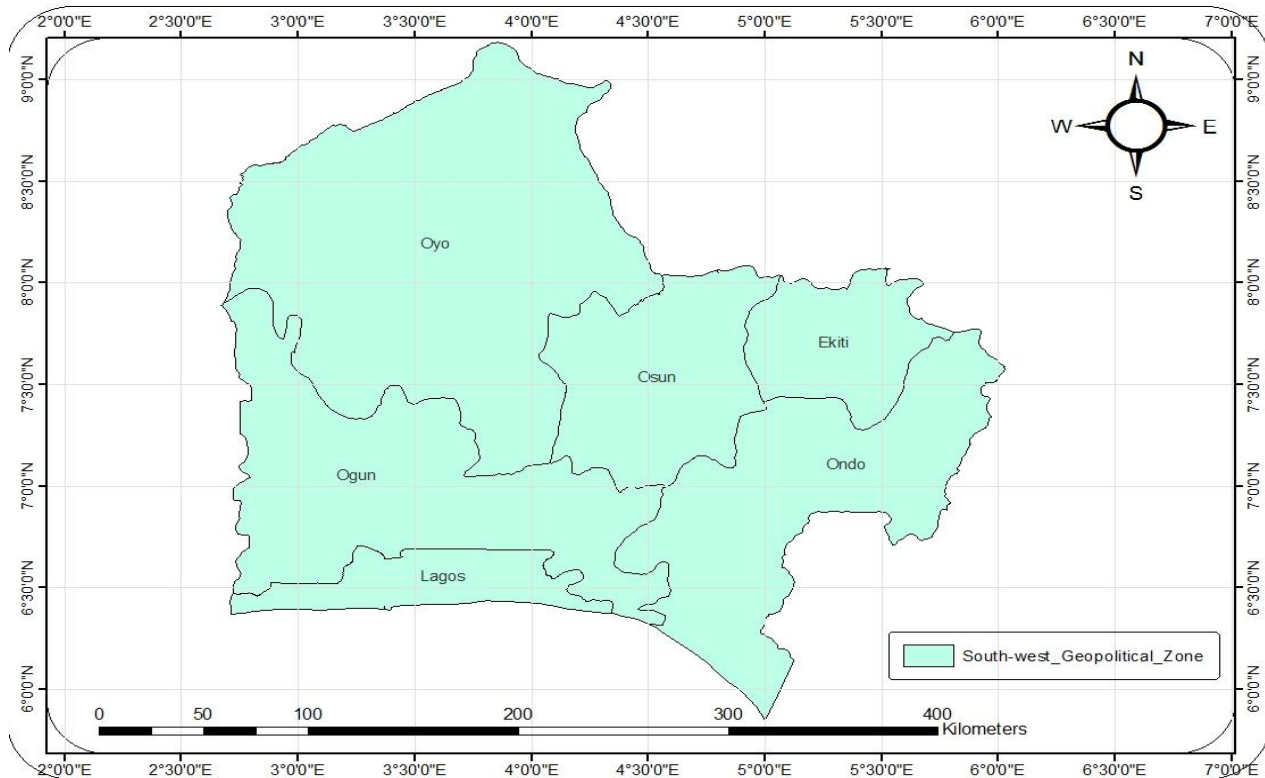 2°0'0"E 2°30'0"E 3°0'0"E 3°30'0"E 4°0'0"E 4°30'0"E 5°0'0"E 5°30'0"E 6°0'0"E 6°30'0"E 7°0'0"E
9°0'0"N 9°0'0"N
N
W E
S
8°30'0"N 8°30'0"N
Oyo
8°0'0"N 8°0'0"N
Ekiti
Osun
7°30'0"N 7°30'0"N
Ondo
Ogun
7°0'0"N 7°0'0"N
Lagos
6°30'0"N 6°30'0"N
South-west_Geopolitical_Zone
6°0'0"N 6°0'0"N
0 50 100 200 300 400
Kilometers
2°0'0"E 2°30'0"E 3°0'0"E 3°30'0"E 4°0'0"E 4°30'0"E 5°0'0"E 5°30'0"E 6°0'0"E 6°30'0"E 7°0'0"E